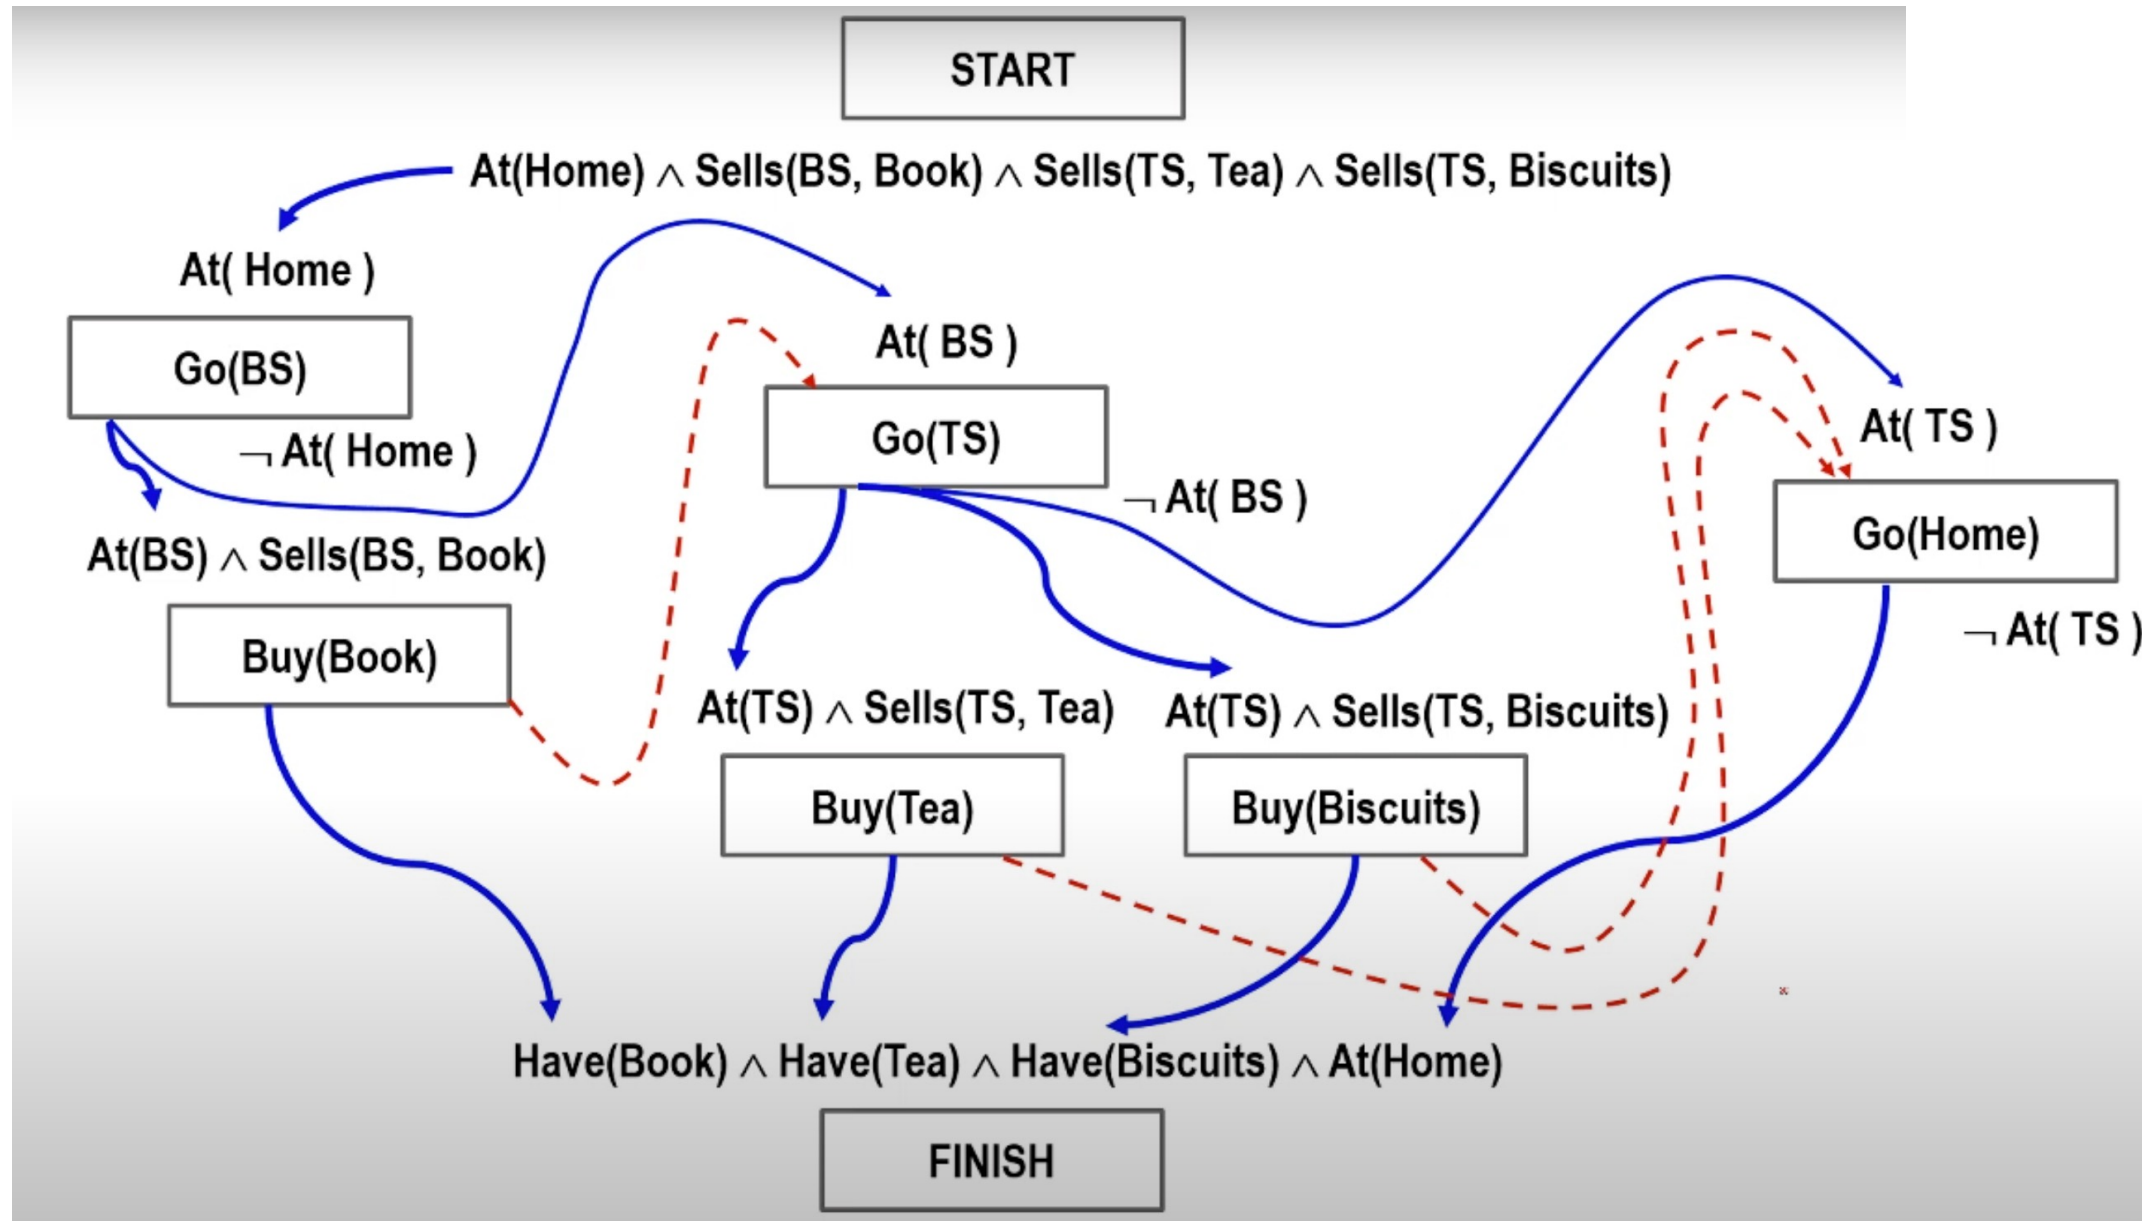 START
At(Home) ∧ Sells(BS, Book) ∧ Sells(TS, Tea) ∧ Sells(TS, Biscuits)
At( Home )
Go(BS)
¬ At( Home )
At(BS) ∧ Sells(BS, Book)
Buy(Book)
At( BS )
Go(TS)
¬ At( BS )
At(TS) ∧ Sells(TS, Tea)
Buy(Tea)
At(TS) ∧ Sells(TS, Biscuits)
Buy(Biscuits)
At( TS )
Go(Home)
¬ At( TS )
Have(Book) ∧ Have(Tea) ∧ Have(Biscuits) ∧ At(Home)
FINISH